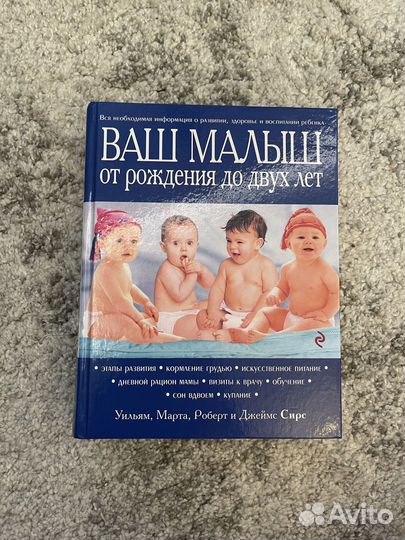 Вся необходимая информация о развитии, здоровье и воспитании ребенка
ВАШ МАЛЫШ
от рождения до двух лет
• этапы развития • кормление грудью • искусственное питание •
• дневной рацион мамы • визиты к врачу • обучение •
• сон вдвоем • купание •
Уильям, Марта, Роберт и Джеймс Сирс
Avito